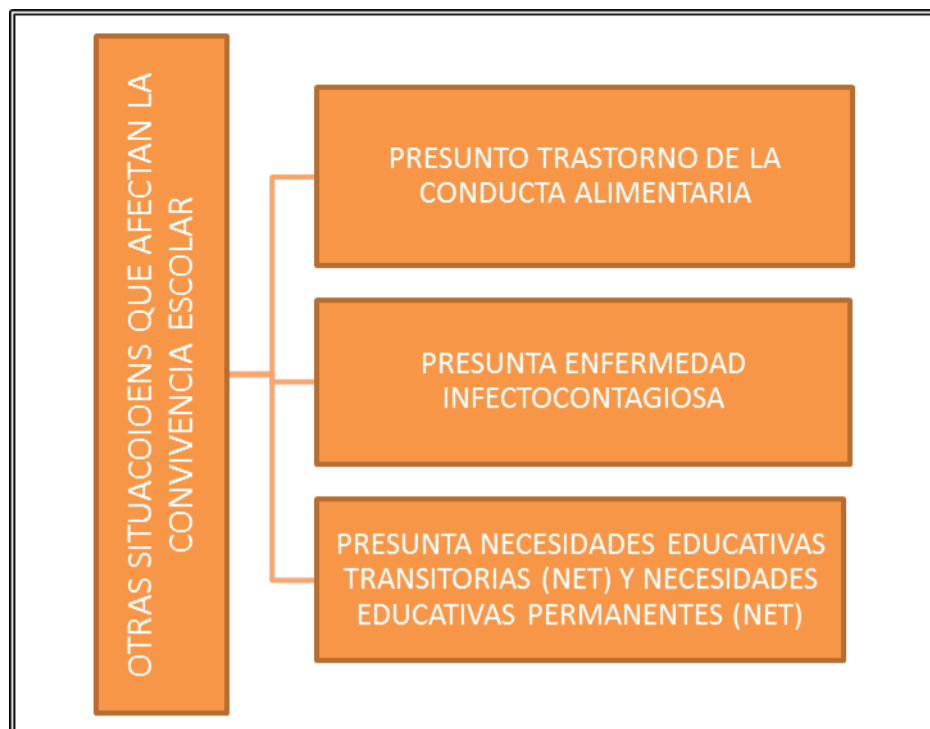 OTRAS SITUACOIOENS QUE AFECTAN LA
CONVIVENCIA ESCOLAR
PRESUNTO TRASTORNO DE LA
CONDUCTA ALIMENTARIA
PRESUNTA ENFERMEDAD
INFECTOCONTAGIOSA
PRESUNTA NECESIDADES EDUCATIVAS
TRANSITORIAS (NET) Y NECESIDADES
EDUCATIVAS PERMANENTES (NET)